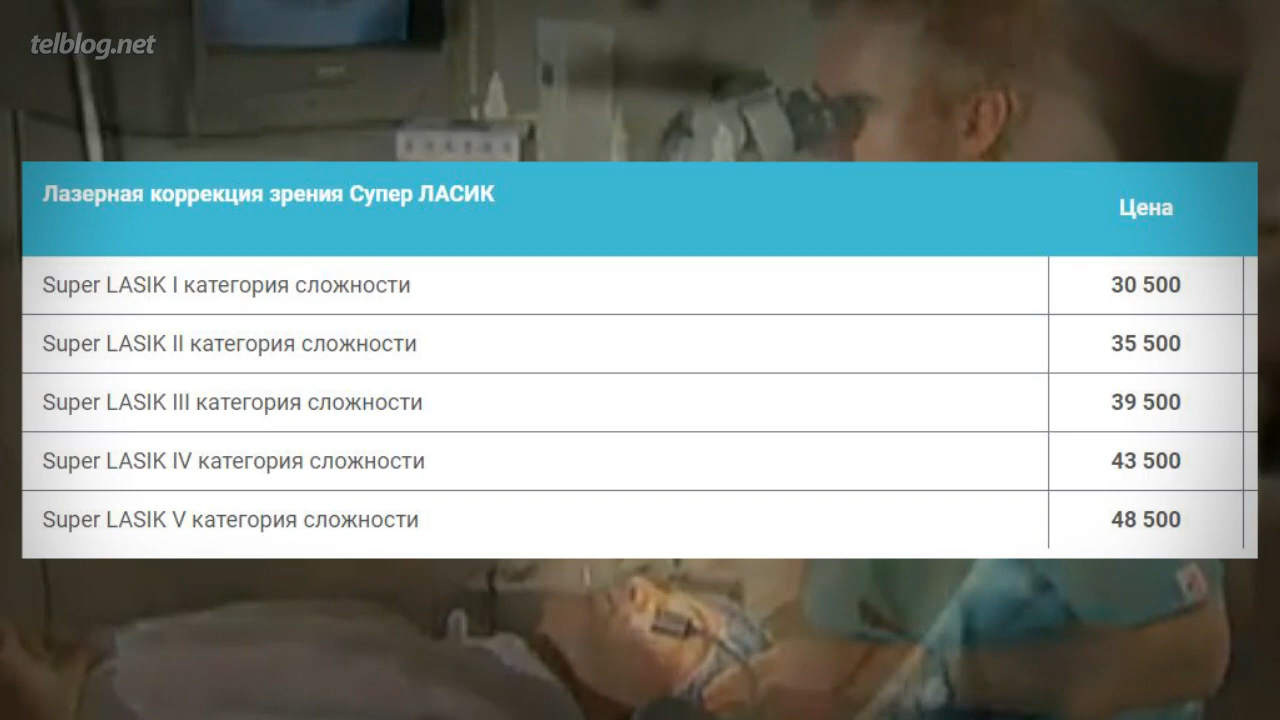 telblog.net
Лазерная коррекция зрения Супер ЛАСИК
Цена
Super LASIK I категория сложности
30 500
Super LASIK II категория сложности
35 500
Super LASIK III категория сложности
39 500
Super LASIK IV категория сложности
43 500
Super LASIK V категория сложности
48 500